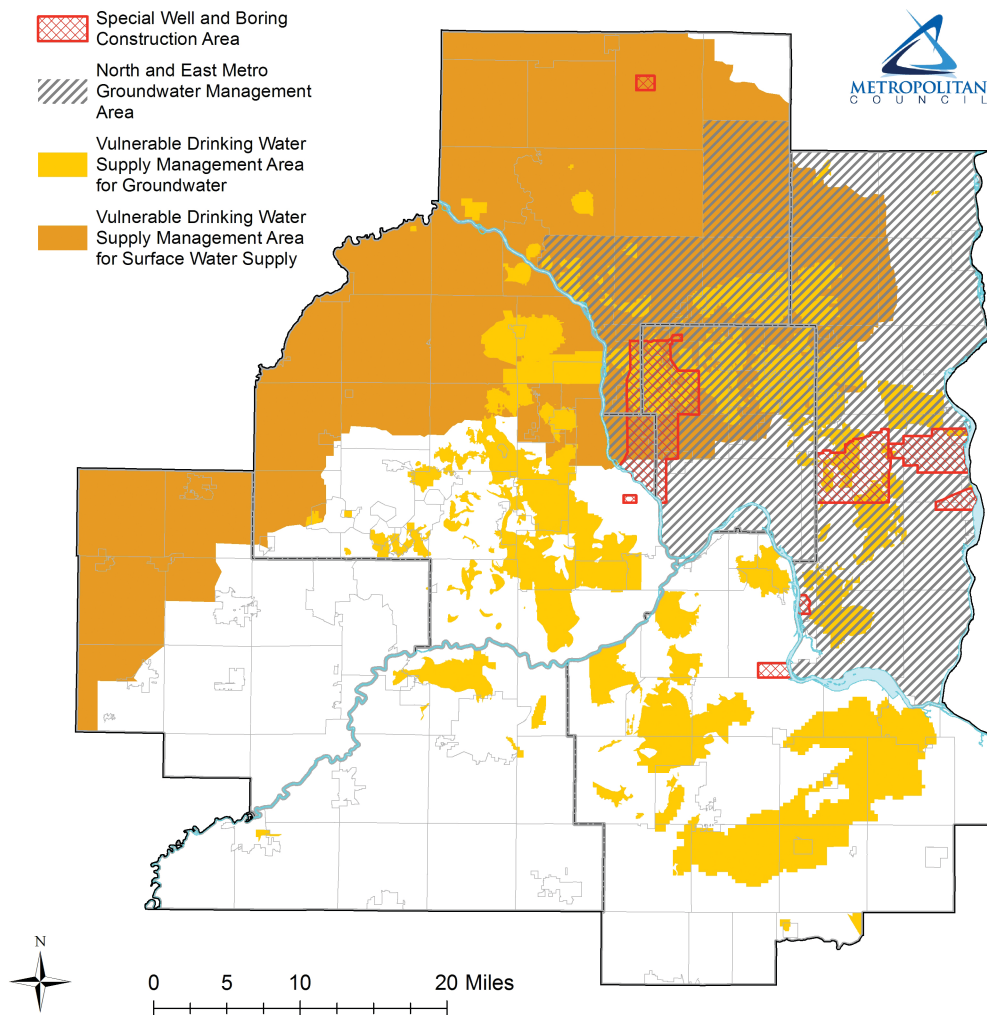 Special Well and Boring
Construction Area
North and East Metro
Groundwater Management
Area
Vulnerable Drinking Water
Supply Management Area
for Groundwater
Vulnerable Drinking Water
Supply Management Area
for Surface Water Supply
METROPOLITAN
COUNCIL
N
0 5 10 20 Miles